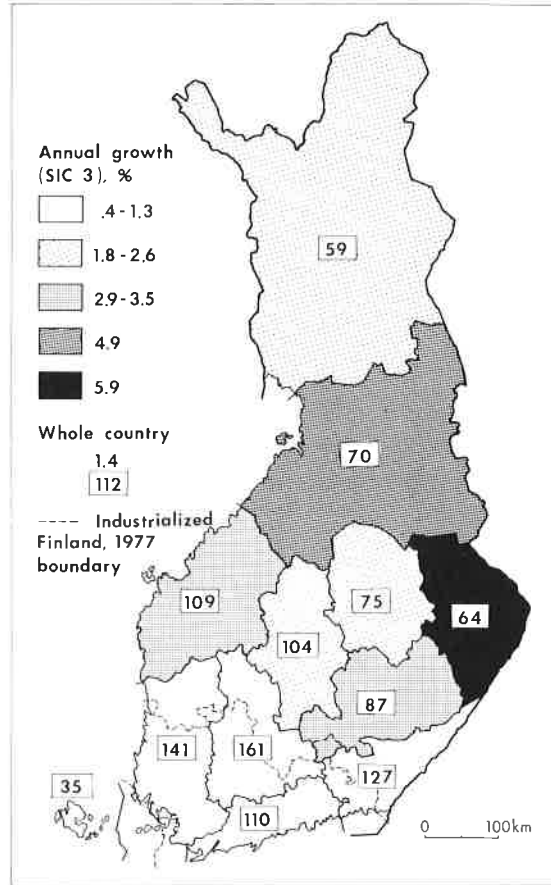 Annual growth
(SIC 3), %
.4 - 1.3
1.8 - 2.6
2.9 - 3.5
4.9
5.9
Whole country
1.4
112
---- Industrialized
Finland, 1977
boundary
59
70
109
75
64
104
87
141
161
127
35
110
0 100km